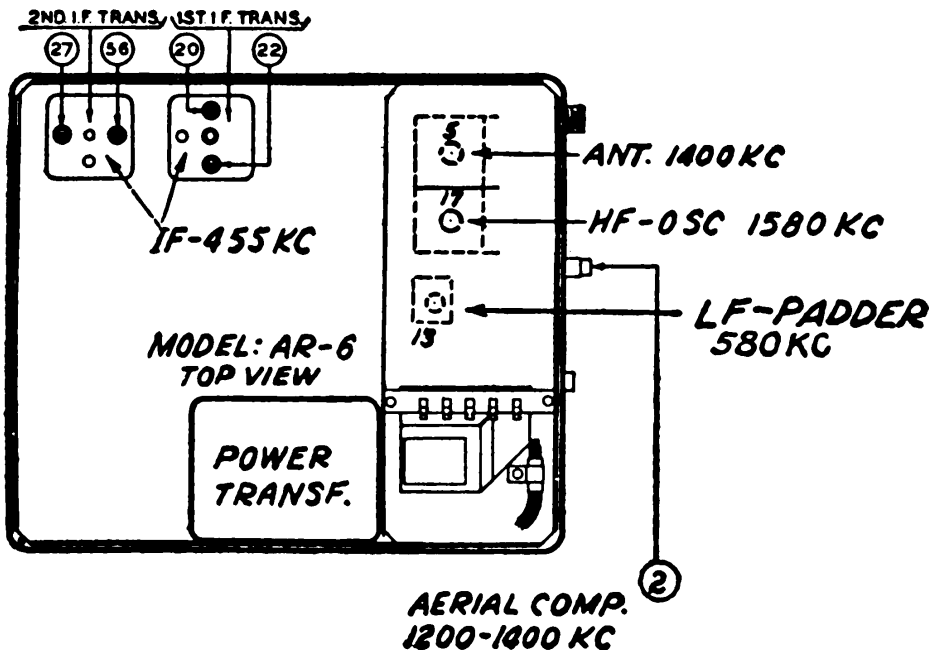 2ND I.F. TRANS. 1ST I.F. TRANS.
27 56 20 22
5
ANT. 1400 KC
17
HF-OSC 1580 KC
IF-455 KC
LF-PADDER
580 KC
13
MODEL: AR-6
TOP VIEW
POWER
TRANSF.
2
AERIAL COMP.
1200-1400 KC